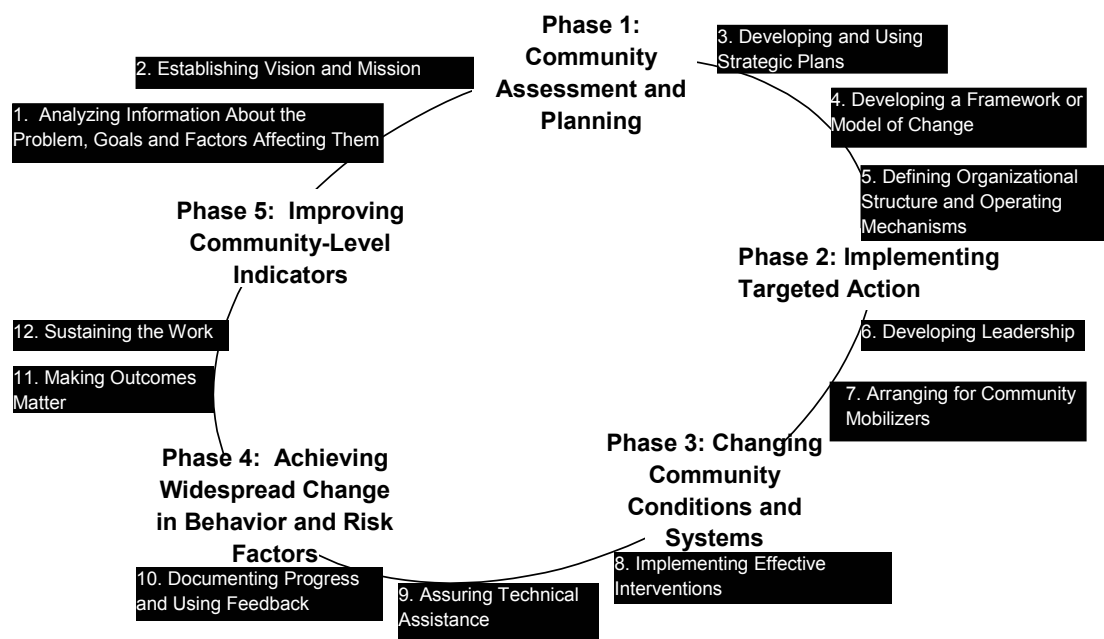 Phase 1:
Community
Assessment and
Planning
3. Developing and Using
Strategic Plans
2. Establishing Vision and Mission
4. Developing a Framework or
Model of Change
1. Analyzing Information About the
Problem, Goals and Factors Affecting Them
5. Defining Organizational
Structure and Operating
Mechanisms
Phase 5: Improving
Community-Level
Indicators
Phase 2: Implementing
Targeted Action
12. Sustaining the Work
6. Developing Leadership
11. Making Outcomes
Matter
7. Arranging for Community
Mobilizers
Phase 3: Changing
Community
Conditions and
Systems
Phase 4: Achieving
Widespread Change
in Behavior and Risk
Factors
8. Implementing Effective
Interventions
10. Documenting Progress
and Using Feedback
9. Assuring Technical
Assistance